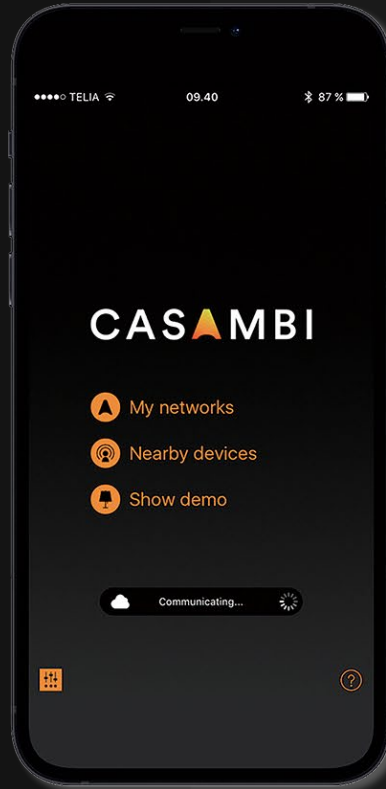 TELIA 09.40 87 %
CASAMBI
My networks
Nearby devices
Show demo
Communicating...
?